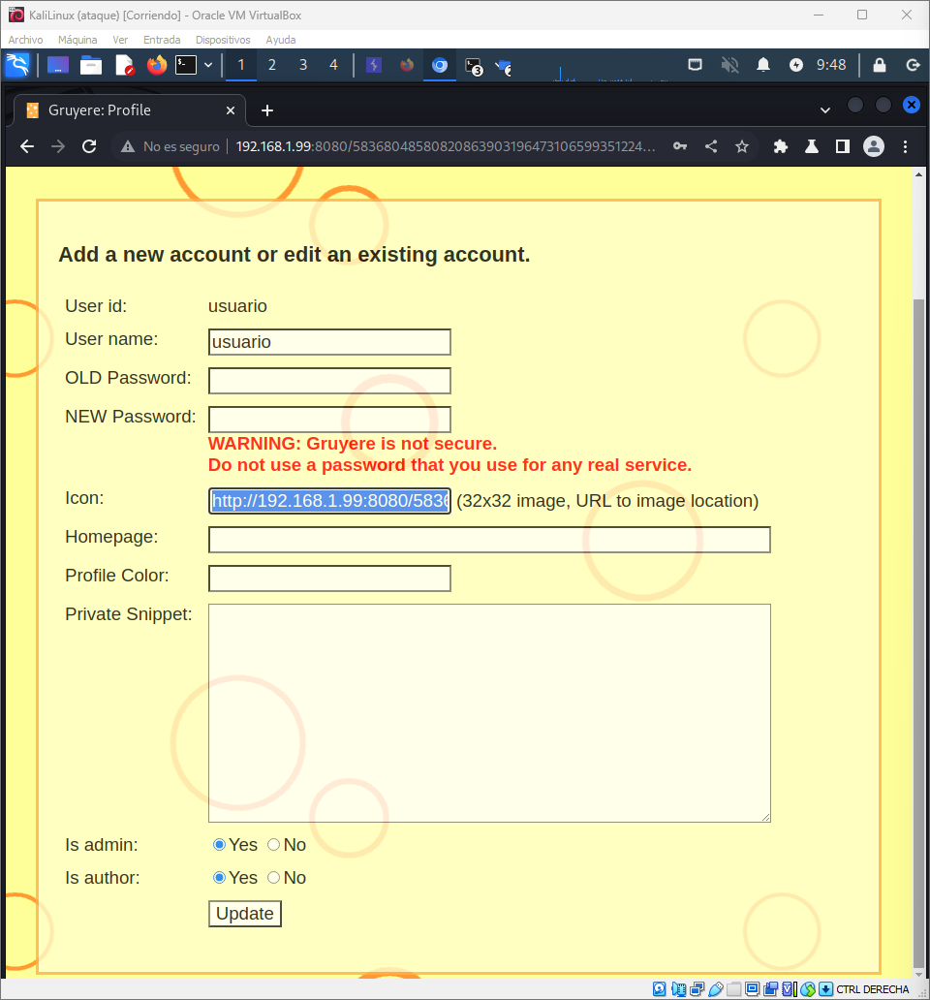 KaliLinux (ataque) [Corriendo] - Oracle VM VirtualBox
Archivo Máquina Ver Entrada Dispositivos Ayuda
1 2 3 4 3 2 9:48
Gruyere: Profile
No es seguro 192.168.1.99:8080/58368048580820863903196473106599351224...
Add a new account or edit an existing account.
User id: usuario
User name: usuario
OLD Password:
NEW Password:
WARNING: Gruyere is not secure.
Do not use a password that you use for any real service.
Icon: http://192.168.1.99:8080/5836 (32x32 image, URL to image location)
Homepage:
Profile Color:
Private Snippet:
Is admin: Yes No
Is author: Yes No
Update
CTRL DERECHA